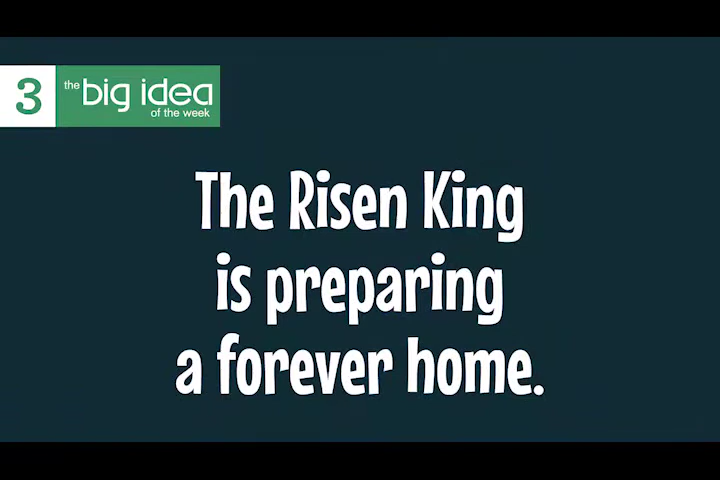 3
the big idea
of the week
The Risen King
is preparing
a forever home.